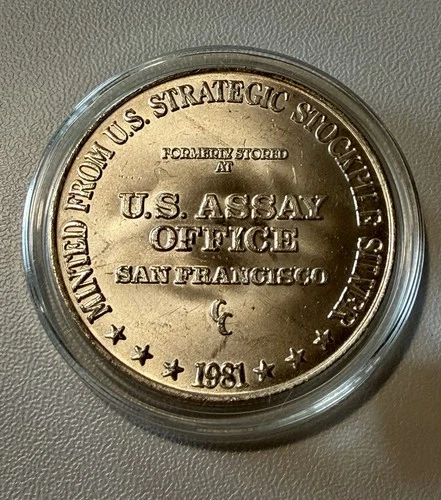 MINTED FROM U.S. STRATEGIC STOCKPILE SILVER
FORMERLY STORED
AT
U.S. ASSAY
OFFICE
SAN FRANCISCO
CC
1981